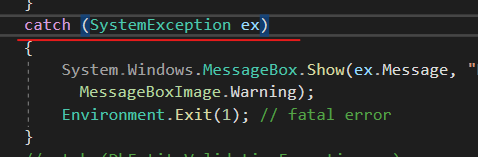 }
catch (SystemException ex)
{
System.Windows.MessageBox.Show(ex.Message, "
MessageBoxImage.Warning);
Environment.Exit(1); // fatal error
}